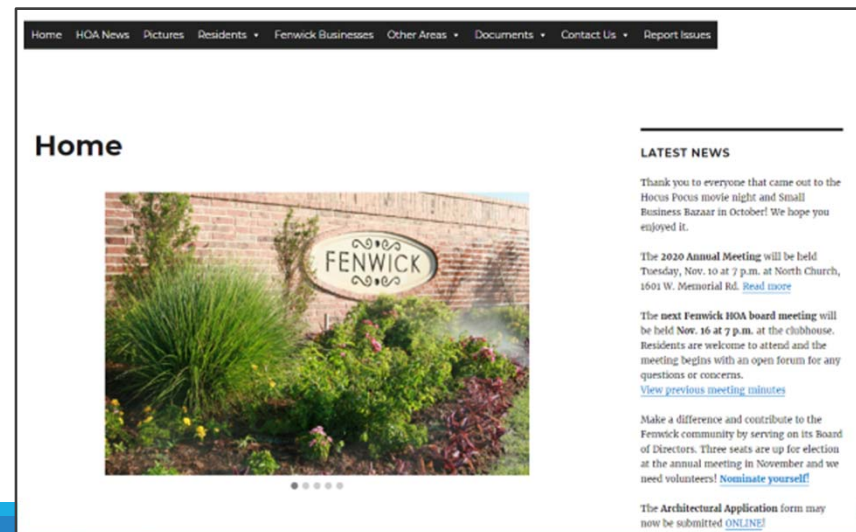 Home HOA News Pictures Residents Fenwick Businesses Other Areas Documents Contact Us Report Issues
Home
FENWICK
LATEST NEWS
Thank you to everyone that came out to the
Hocus Pocus movie night and Small
Business Bazaar in October! We hope you
enjoyed it.
The 2020 Annual Meeting will be held
Tuesday, Nov. 10 at 7 p.m. at North Church,
1601 W. Memorial Rd. Read more
The next Fenwick HOA board meeting will
be held Nov. 16 at 7 p.m. at the clubhouse.
Residents are welcome to attend and the
meeting begins with an open forum for any
questions or concerns.
View previous meeting minutes
Make a difference and contribute to the
Fenwick community by serving on its Board
of Directors. Three seats are up for election
at the annual meeting in November and we
need volunteers! Nominate yourself!
The Architectural Application form may
now be submitted ONLINE!